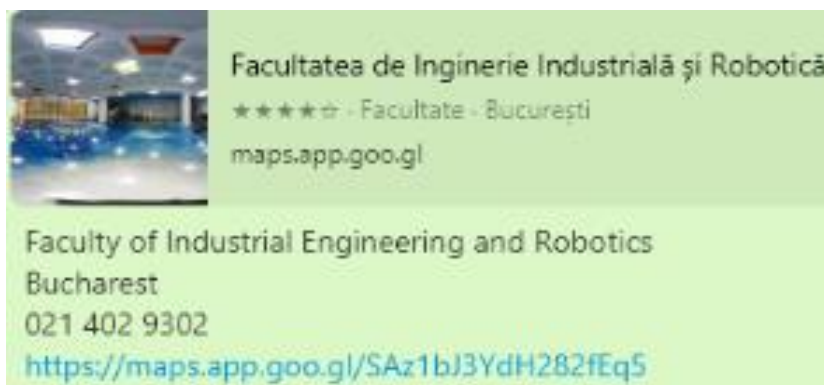 Facultatea de Inginerie Industrială și Robotică
★★★★☆ · Facultate · București
maps.app.goo.gl
Faculty of Industrial Engineering and Robotics
Bucharest
021 402 9302
https://maps.app.goo.gl/SAz1bJ3YdH282fEq5